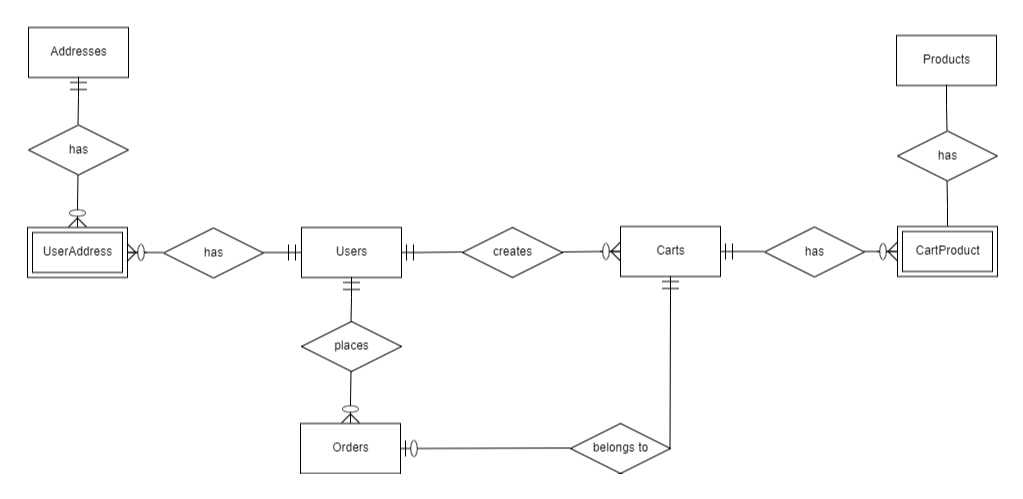 Addresses
Products
has
has
UserAddress
has
Users
creates
Carts
has
CartProduct
places
Orders
belongs to